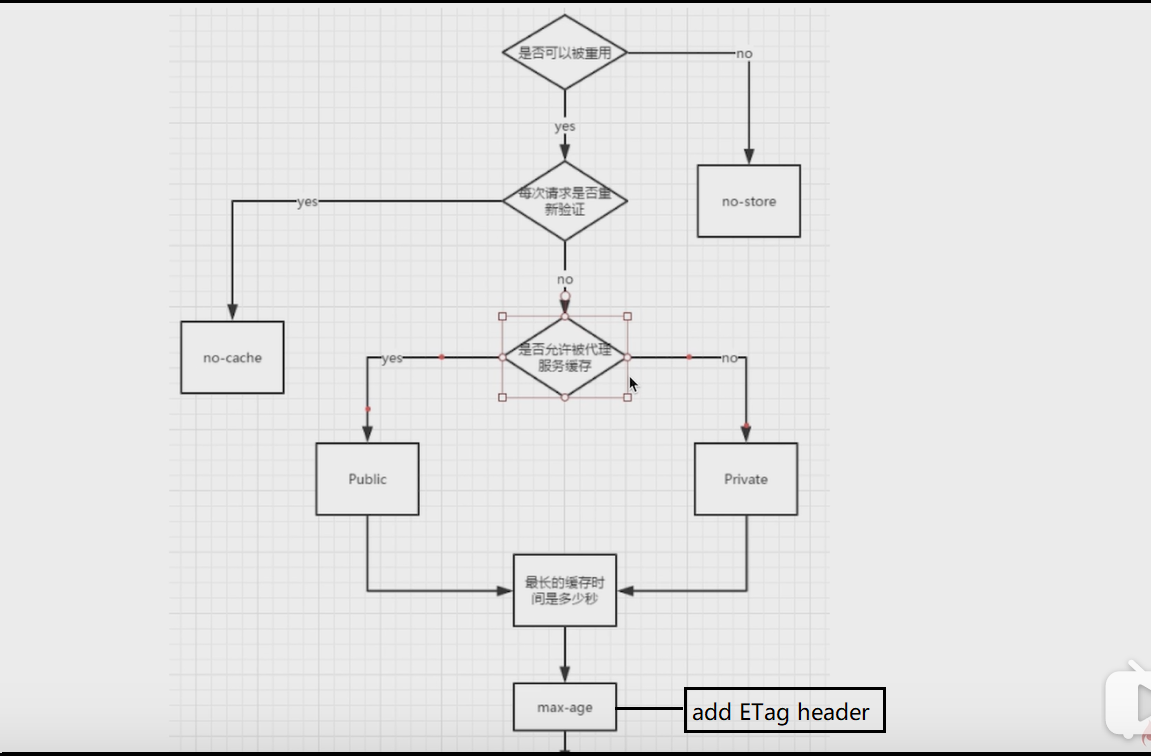 是否可以被重用
no
yes
每次请求是否重
新验证
yes
no-store
no
no-cache
是否允许被代理
服务缓存
yes
no
Public
Private
最长的缓存时
间是多少秒
max-age
add ETag header